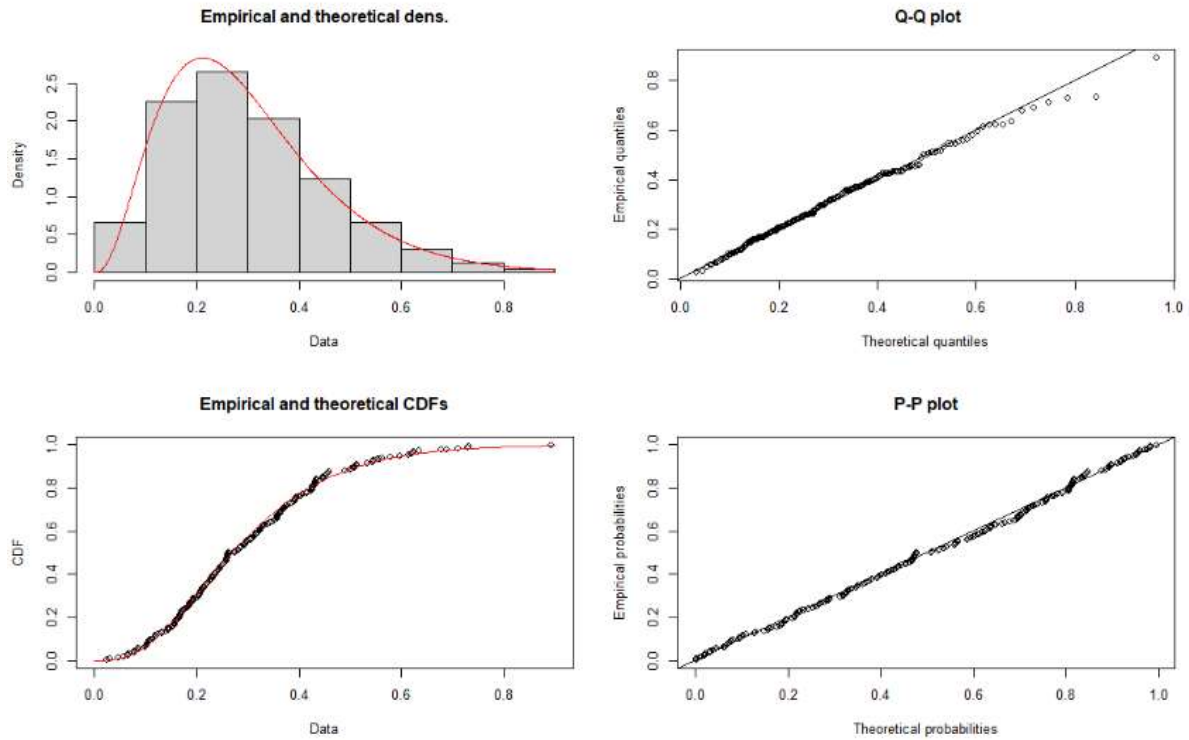 Empirical and theoretical dens.
Density
0.0 0.5 1.0 1.5 2.0 2.5
0.0 0.2 0.4 0.6 0.8
Data
Q-Q plot
Empirical quantiles
0.0 0.2 0.4 0.6 0.8
0.0 0.2 0.4 0.6 0.8 1.0
Theoretical quantiles
Empirical and theoretical CDFs
CDF
0.0 0.2 0.4 0.6 0.8 1.0
0.0 0.2 0.4 0.6 0.8
Data
P-P plot
Empirical probabilities
0.0 0.2 0.4 0.6 0.8 1.0
0.0 0.2 0.4 0.6 0.8 1.0
Theoretical probabilities